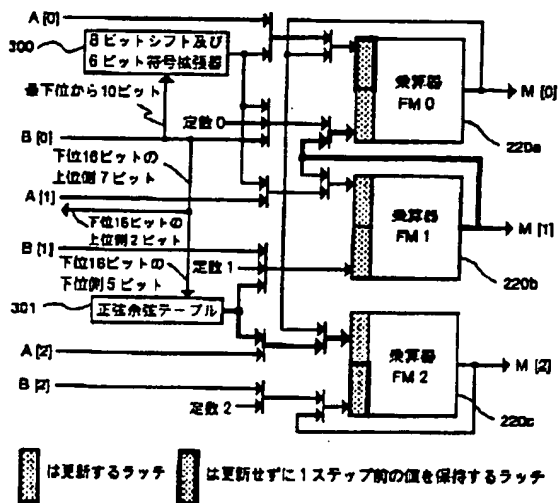 A [0]
300
8ビットシフト及び
6ビット符号拡張器
最下位から10ビット
B [0]
定数 0
乗算器
FM 0
M [0]
220a
下位16ビットの
上位側7ビット
A [1]
下位16ビットの
上位側2ビット
B [1]
下位16ビットの
下位側5ビット
定数 1
乗算器
FM 1
M [1]
220b
301
正弦余弦テーブル
A [2]
B [2]
定数 2
乗算器
FM 2
M [2]
220c
は更新するラッチ
は更新せずに1ステップ前の値を保持するラッチ